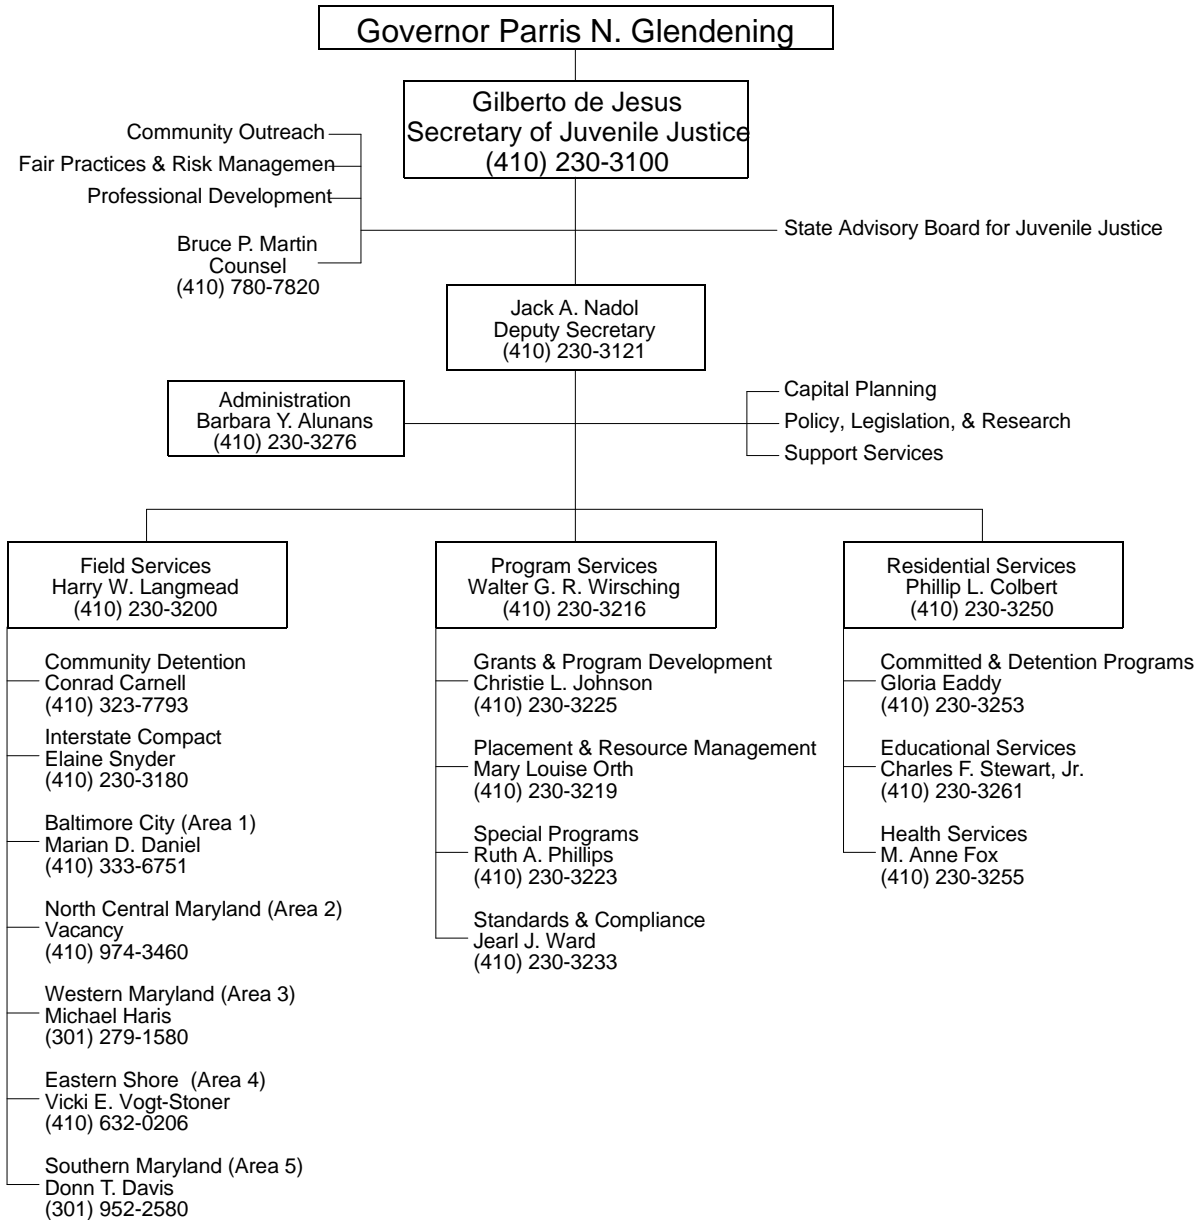 Governor Parris N. Glendening
Gilberto de Jesus
Secretary of Juvenile Justice
(410) 230-3100
Community Outreach
Fair Practices & Risk Managemen
Professional Development
Bruce P. Martin
Counsel
(410) 780-7820
State Advisory Board for Juvenile Justice
Jack A. Nadol
Deputy Secretary
(410) 230-3121
Administration
Barbara Y. Alunans
(410) 230-3276
Capital Planning
Policy, Legislation, & Research
Support Services
Field Services
Harry W. Langmead
(410) 230-3200
Community Detention
Conrad Carnell
(410) 323-7793
Interstate Compact
Elaine Snyder
(410) 230-3180
Baltimore City (Area 1)
Marian D. Daniel
(410) 333-6751
North Central Maryland (Area 2)
Vacancy
(410) 974-3460
Western Maryland (Area 3)
Michael Haris
(301) 279-1580
Eastern Shore  (Area 4)
Vicki E. Vogt-Stoner
(410) 632-0206
Southern Maryland (Area 5)
Donn T. Davis
(301) 952-2580
Program Services
Walter G. R. Wirsching
(410) 230-3216
Grants & Program Development
Christie L. Johnson
(410) 230-3225
Placement & Resource Management
Mary Louise Orth
(410) 230-3219
Special Programs
Ruth A. Phillips
(410) 230-3223
Standards & Compliance
Jearl J. Ward
(410) 230-3233
Residential Services
Phillip L. Colbert
(410) 230-3250
Committed & Detention Programs
Gloria Eaddy
(410) 230-3253
Educational Services
Charles F. Stewart, Jr.
(410) 230-3261
Health Services
M. Anne Fox
(410) 230-3255